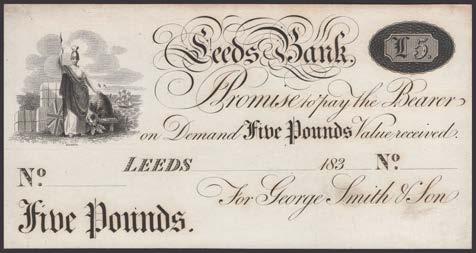 Leeds Bank.
£5.
Promise to pay the Bearer
on Demand Five Pounds Value received
No LEEDS 183 No
For George Smith & Son
Five Pounds.